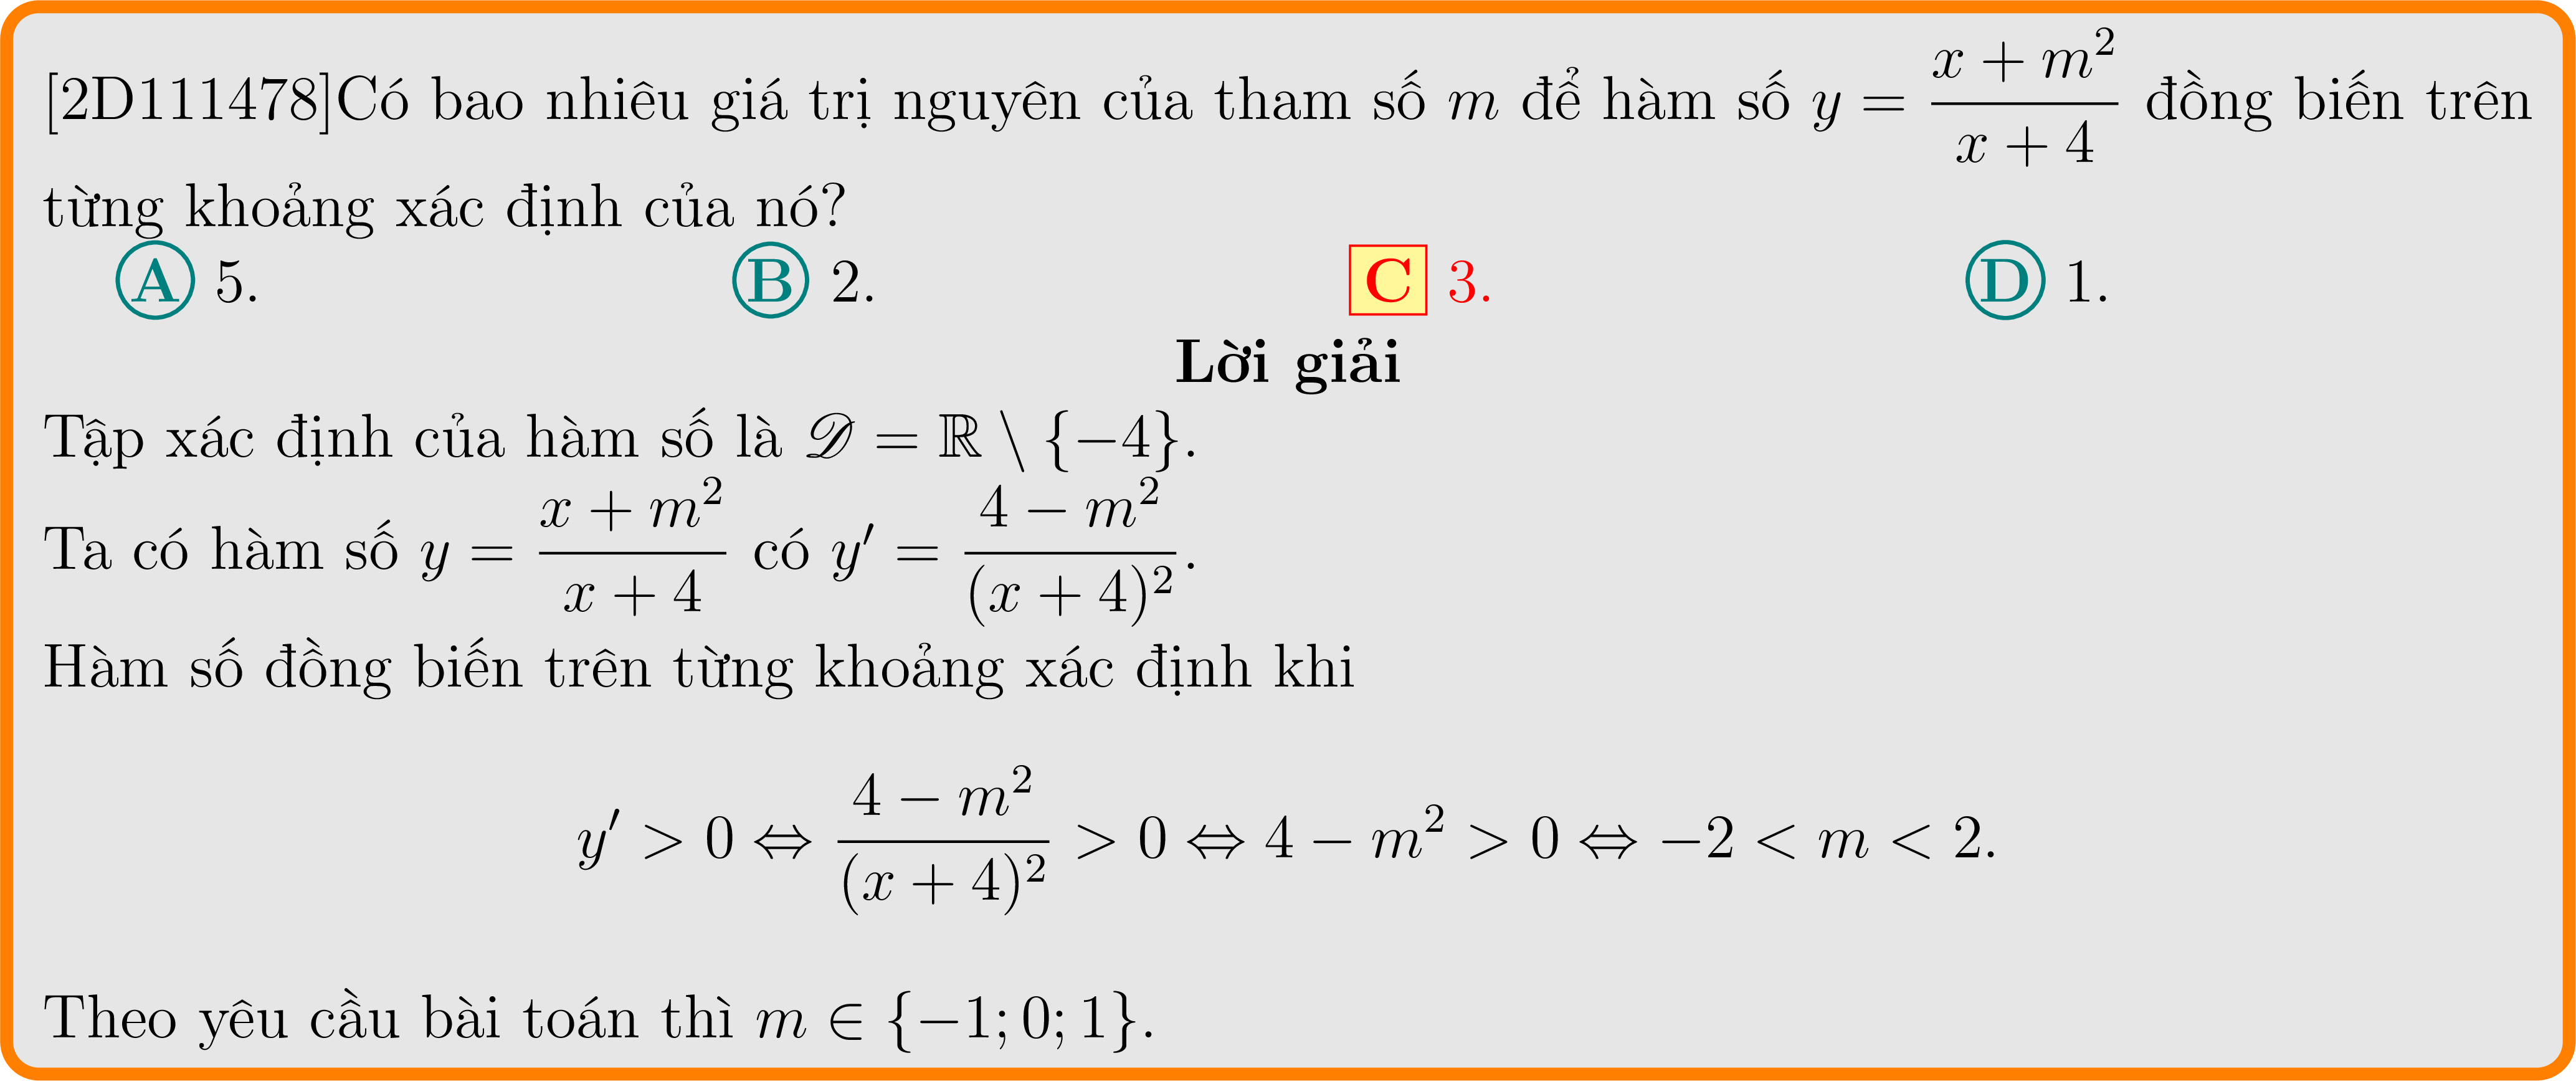 [2D111478]Có bao nhiêu giá trị nguyên của tham số $m$ để hàm số $y = \dfrac{x + m^2}{x + 4}$ đồng biến trên
từng khoảng xác định của nó?
A 5. B 2. C 3. D 1.
Lời giải
Tập xác định của hàm số là $\mathscr{D} = \mathbb{R} \setminus \{-4\}$.
Ta có hàm số $y = \dfrac{x + m^2}{x + 4}$ có $y' = \dfrac{4 - m^2}{(x + 4)^2}$.
Hàm số đồng biến trên từng khoảng xác định khi
$y' > 0 \Leftrightarrow \dfrac{4 - m^2}{(x + 4)^2} > 0 \Leftrightarrow 4 - m^2 > 0 \Leftrightarrow -2 < m < 2.$
Theo yêu cầu bài toán thì $m \in \{-1; 0; 1\}$.